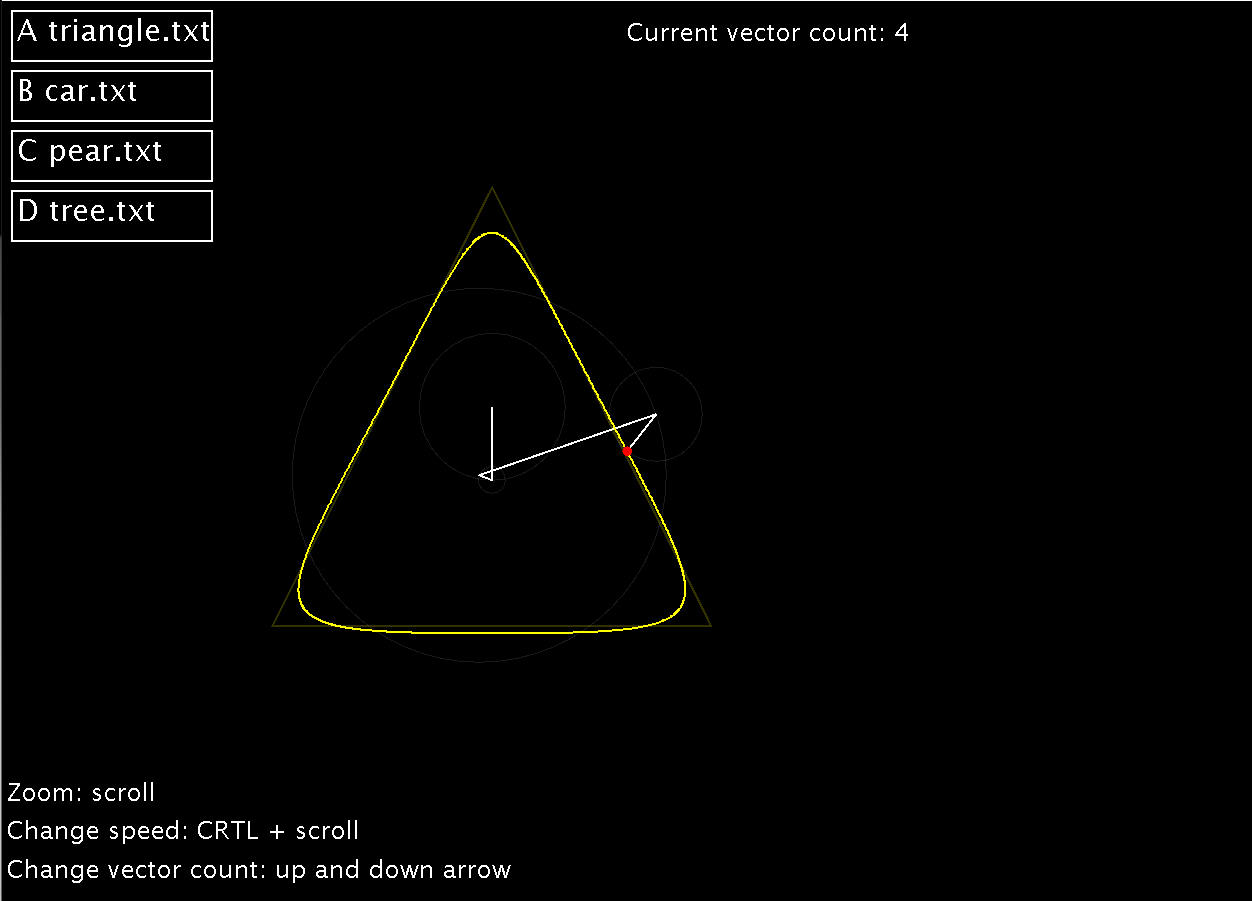 A triangle.txt
Current vector count: 4
B car.txt
C pear.txt
D tree.txt
Zoom: scroll
Change speed: CRTL + scroll
Change vector count: up and down arrow